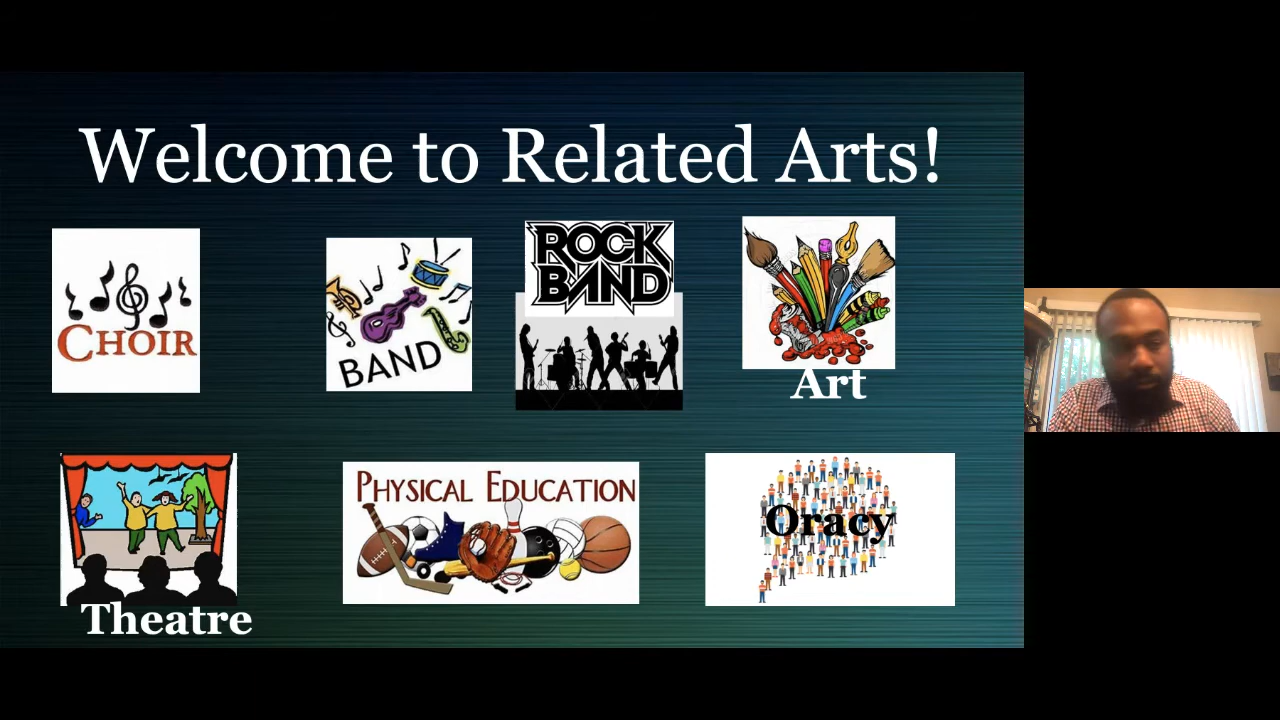 Welcome to Related Arts!
CHOIR
BAND
ROCK
BAND
Art
Theatre
PHYSICAL EDUCATION
Oracy